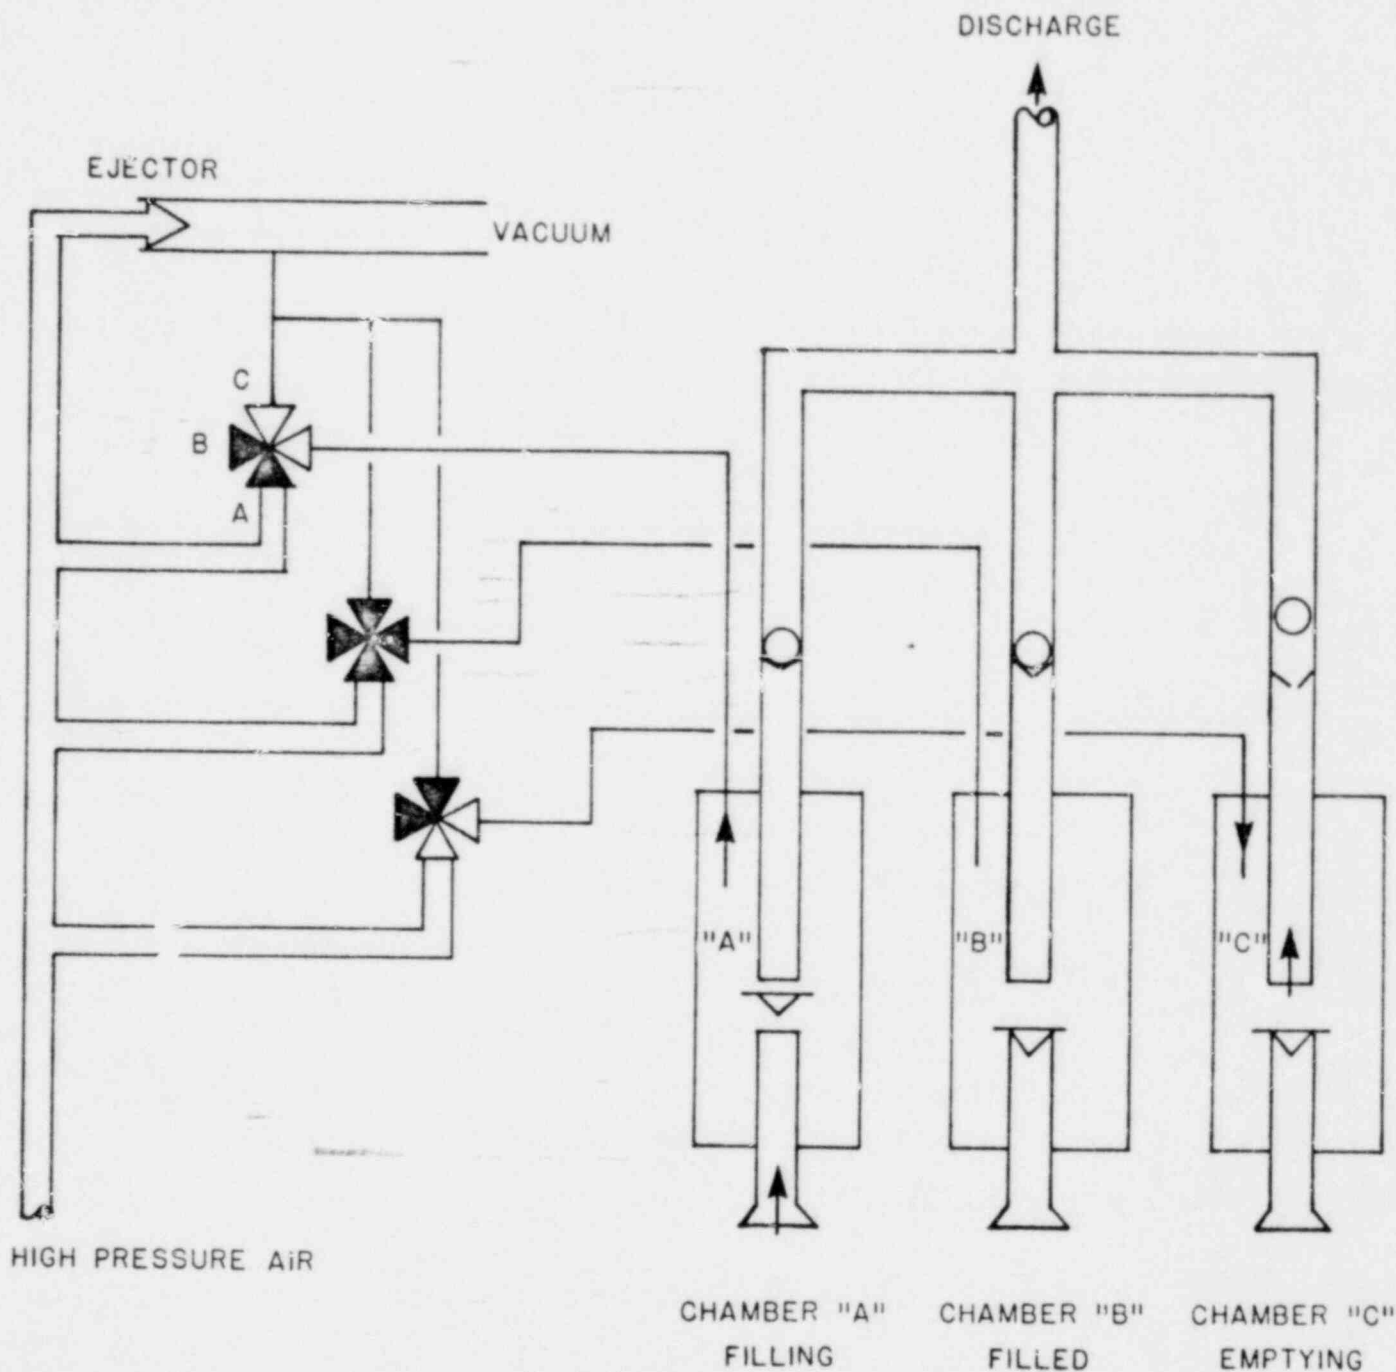 DISCHARGE
EJECTOR
VACUUM
C
B
A
"A"
"B"
"C"
HIGH PRESSURE AiR
CHAMBER "A"
FILLING
CHAMBER "B"
FILLED
CHAMBER "C"
EMPTYING